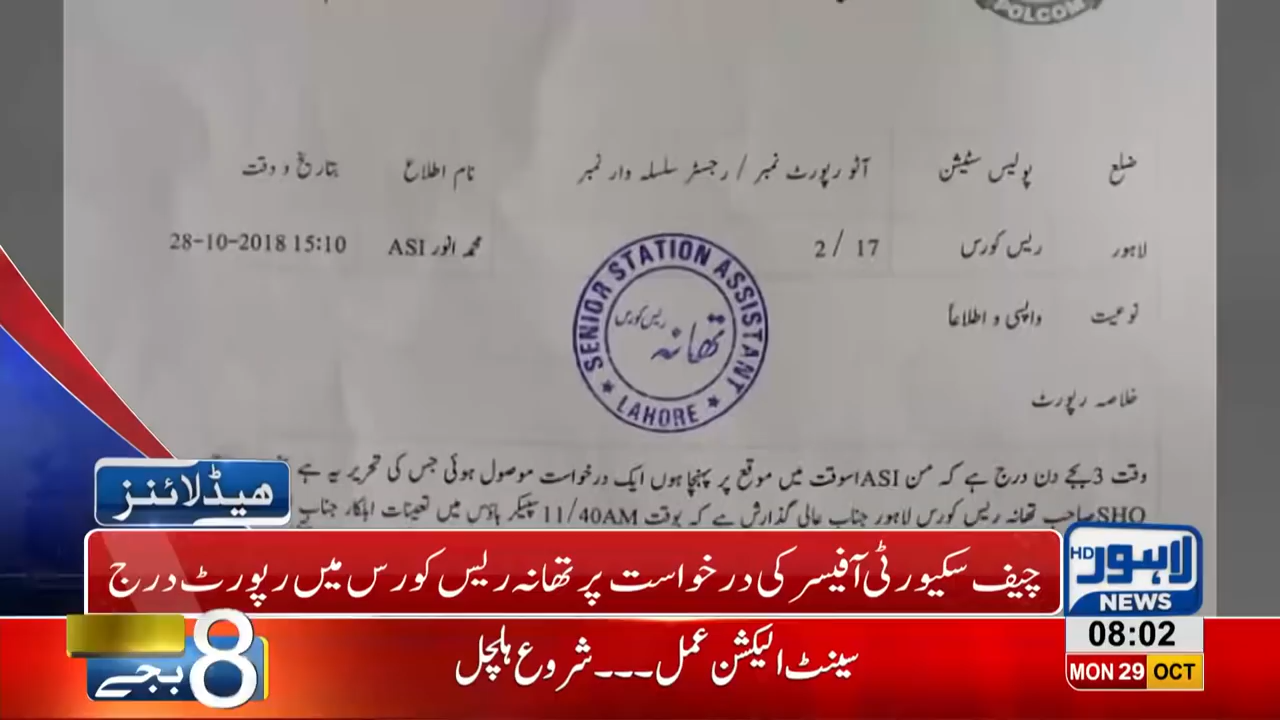 POLCOM
ضلع پولیس سٹیشن آٹو رپورٹ نمبر / رجسٹر سلسلہ وار نمبر نام اطلاع بتاریخ و وقت
لاہور ریس کورس 2 / 17 محمد انور ASI 28-10-2018 15:10
نوعیت واپسی و اطلاعاً
SENIOR STATION ASSISTANT
تھانہ ریس کورس
LAHORE
خلاصہ رپورٹ
وقت 3 بجے دن درج ہے کہ من ASI اسوقت میں موقع پر پہنچا ہوں ایک درخواست موصول ہوئی جس کی تحریر یہ ہے
SHO صاحب تھانہ ریس کورس لاہور جناب عالی گذارش ہے کہ بوقت 11/40AM سپیکر ہاؤس میں تعینات اہلکار جناب
ھیڈلائنز
چیف سکیورٹی آفیسر کی درخواست پر تھانہ ریس کورس میں رپورٹ درج
لاہور HD
NEWS
08:02
MON 29 OCT
8 بجے
سینٹ الیکشن عمل۔۔۔شروع ہلچل